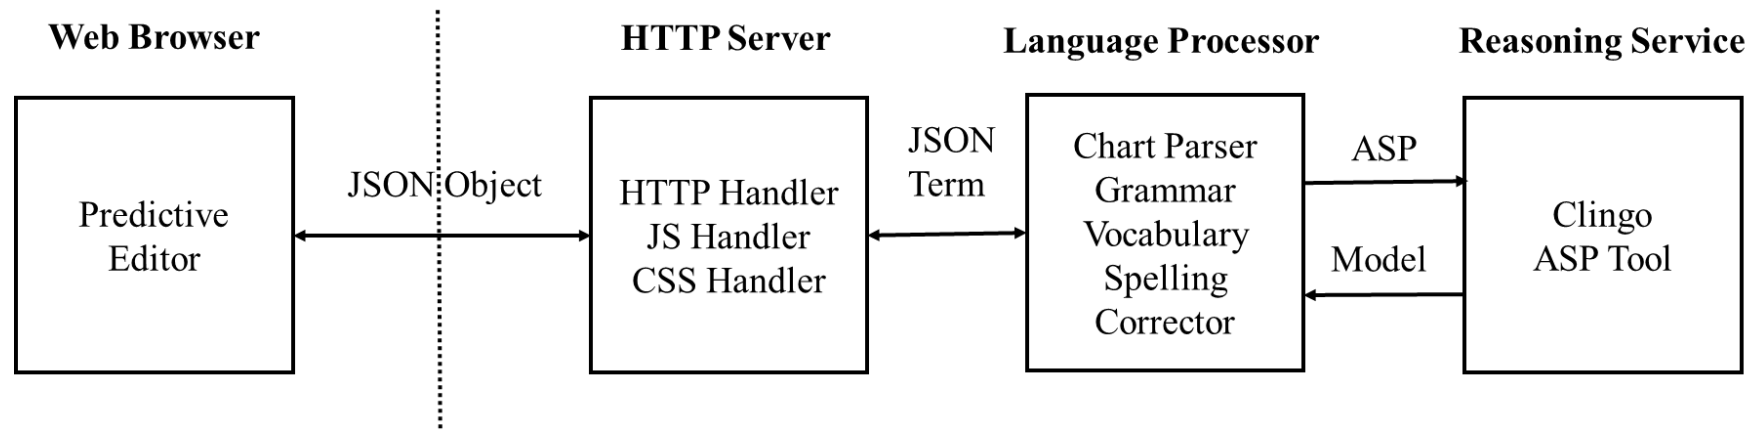 Web Browser
HTTP Server
Language Processor
Reasoning Service
Predictive
Editor
JSON Object
HTTP Handler
JS Handler
CSS Handler
JSON
Term
Chart Parser
Grammar
Vocabulary
Spelling
Corrector
ASP
Model
Clingo
ASP Tool